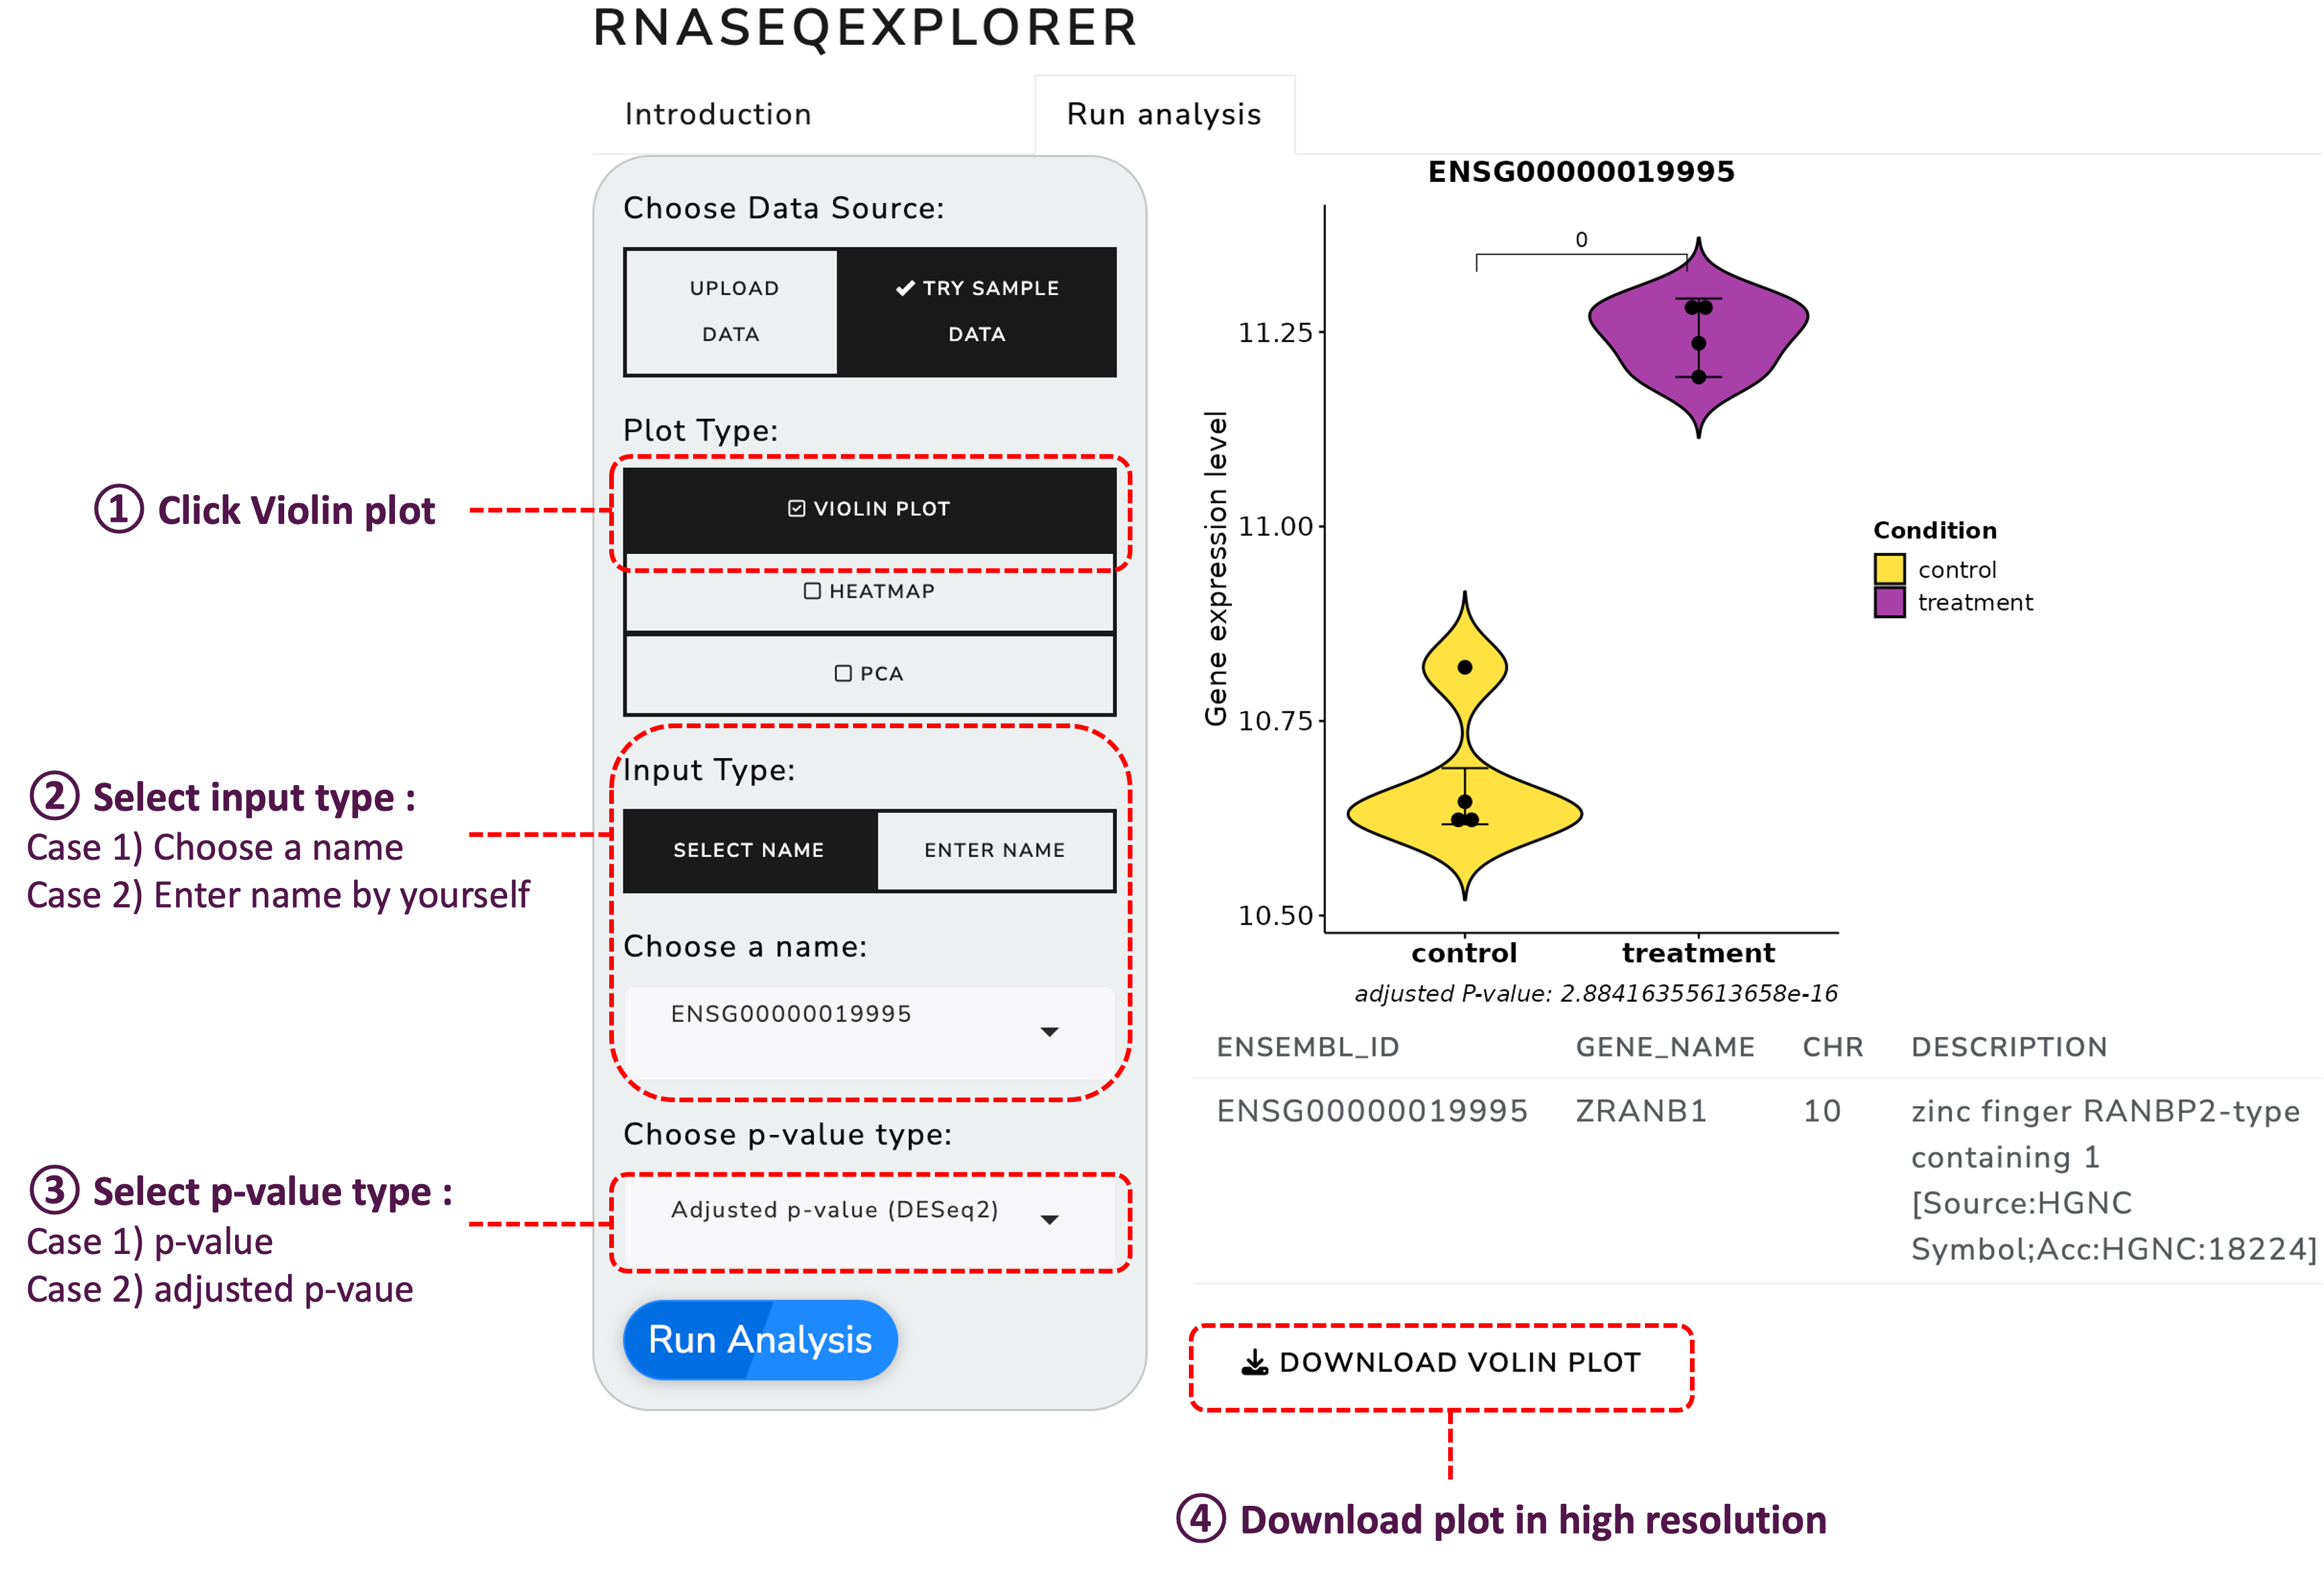 RNASEQEXPLORER
Introduction
Run analysis
Choose Data Source:
UPLOAD
DATA
TRY SAMPLE
DATA
Plot Type:
VIOLIN PLOT
HEATMAP
PCA
Input Type:
SELECT NAME
ENTER NAME
Choose a name:
ENSG00000019995
Choose p-value type:
Adjusted p-value (DESeq2)
Run Analysis
① Click Violin plot
② Select input type :
Case 1) Choose a name
Case 2) Enter name by yourself
③ Select p-value type :
Case 1) p-value
Case 2) adjusted p-vaue
ENSG00000019995
0
Gene expression level
11.25
11.00
10.75
10.50
control
treatment
adjusted P-value: 2.88416355613658e-16
Condition
control
treatment
ENSEMBL_ID GENE_NAME CHR DESCRIPTION
ENSG00000019995 ZRANB1 10 zinc finger RANBP2-type
containing 1
[Source:HGNC
Symbol;Acc:HGNC:18224]
DOWNLOAD VOLIN PLOT
④ Download plot in high resolution